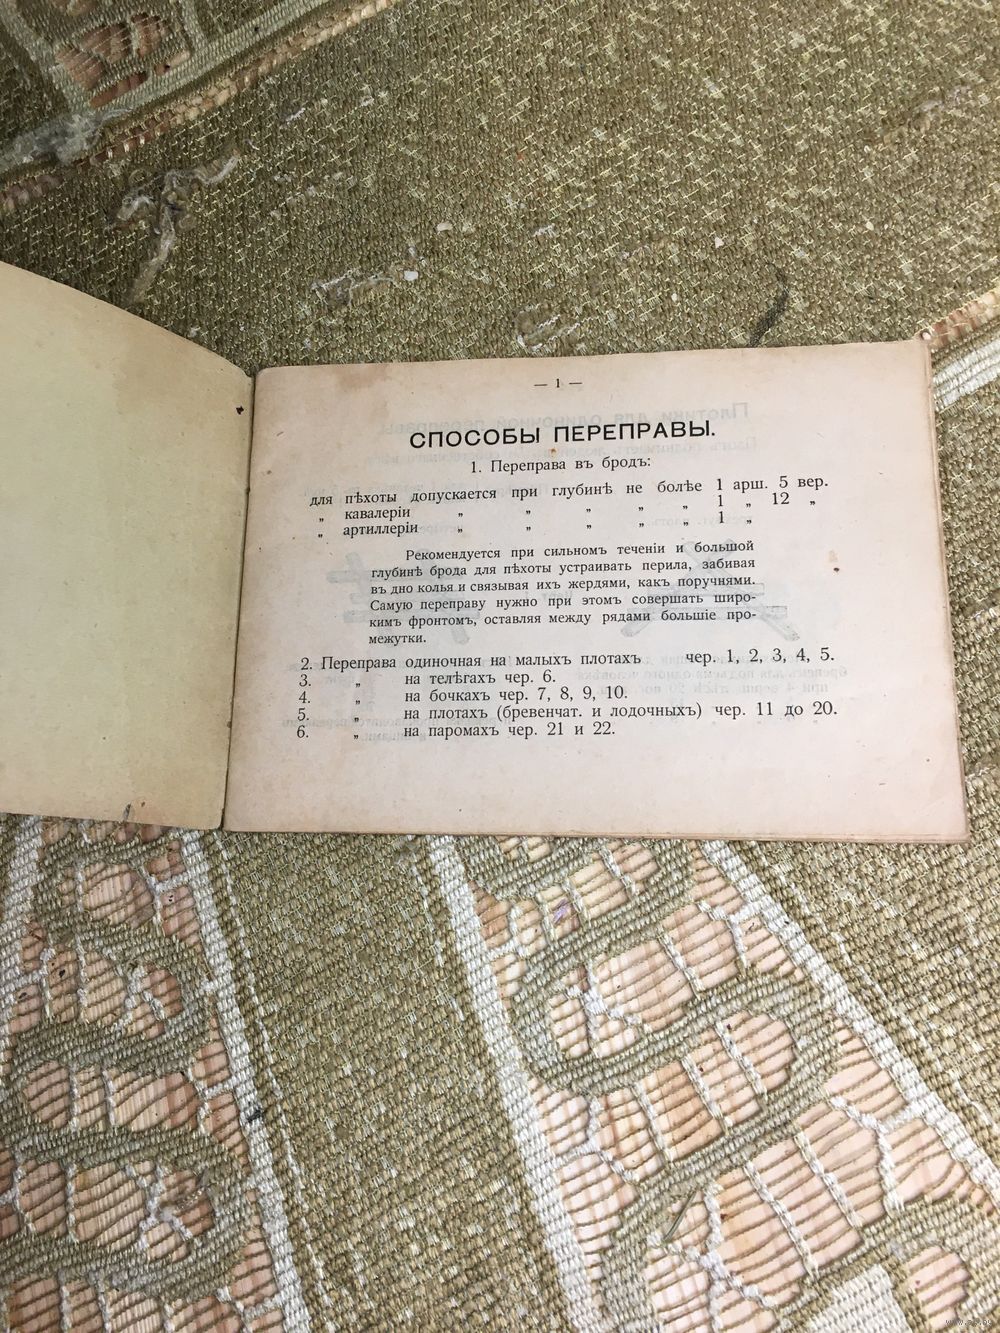 — 1 —
СПОСОБЫ ПЕРЕПРАВЫ.
1. Переправа въ бродъ:
для пѣхоты допускается при глубинѣ не болѣе 1 арш. 5 вер.
„ кавалеріи „ „ „ „ „ 1 „ 12 „
„ артиллеріи „ „ „ „ „ 1 „
Рекомендуется при сильномъ теченіи и большой
глубинѣ брода для пѣхоты устраивать перила, забивая
въ дно колья и связывая ихъ жердями, какъ поручнями.
Самую переправу нужно при этомъ совершать широ-
кимъ фронтомъ, оставляя между рядами большіе про-
межутки.
2. Переправа одиночная на малыхъ плотахъ чер. 1, 2, 3, 4, 5.
3. „ на телѣгахъ чер. 6.
4. „ на бочкахъ чер. 7, 8, 9, 10.
5. „ на плотахъ (бревенчат. и лодочныхъ) чер. 11 до 20.
6. „ на паромахъ чер. 21 и 22.